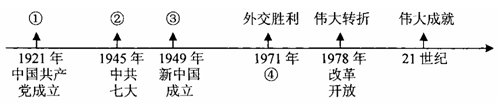 ① ② ③ 外交胜利 伟大转折 伟大成就
1921年 1945年 1949年 1971年 1978年 21世纪
中国共产 中共 新中国 ④ 改革
党成立 七大 成立 开放